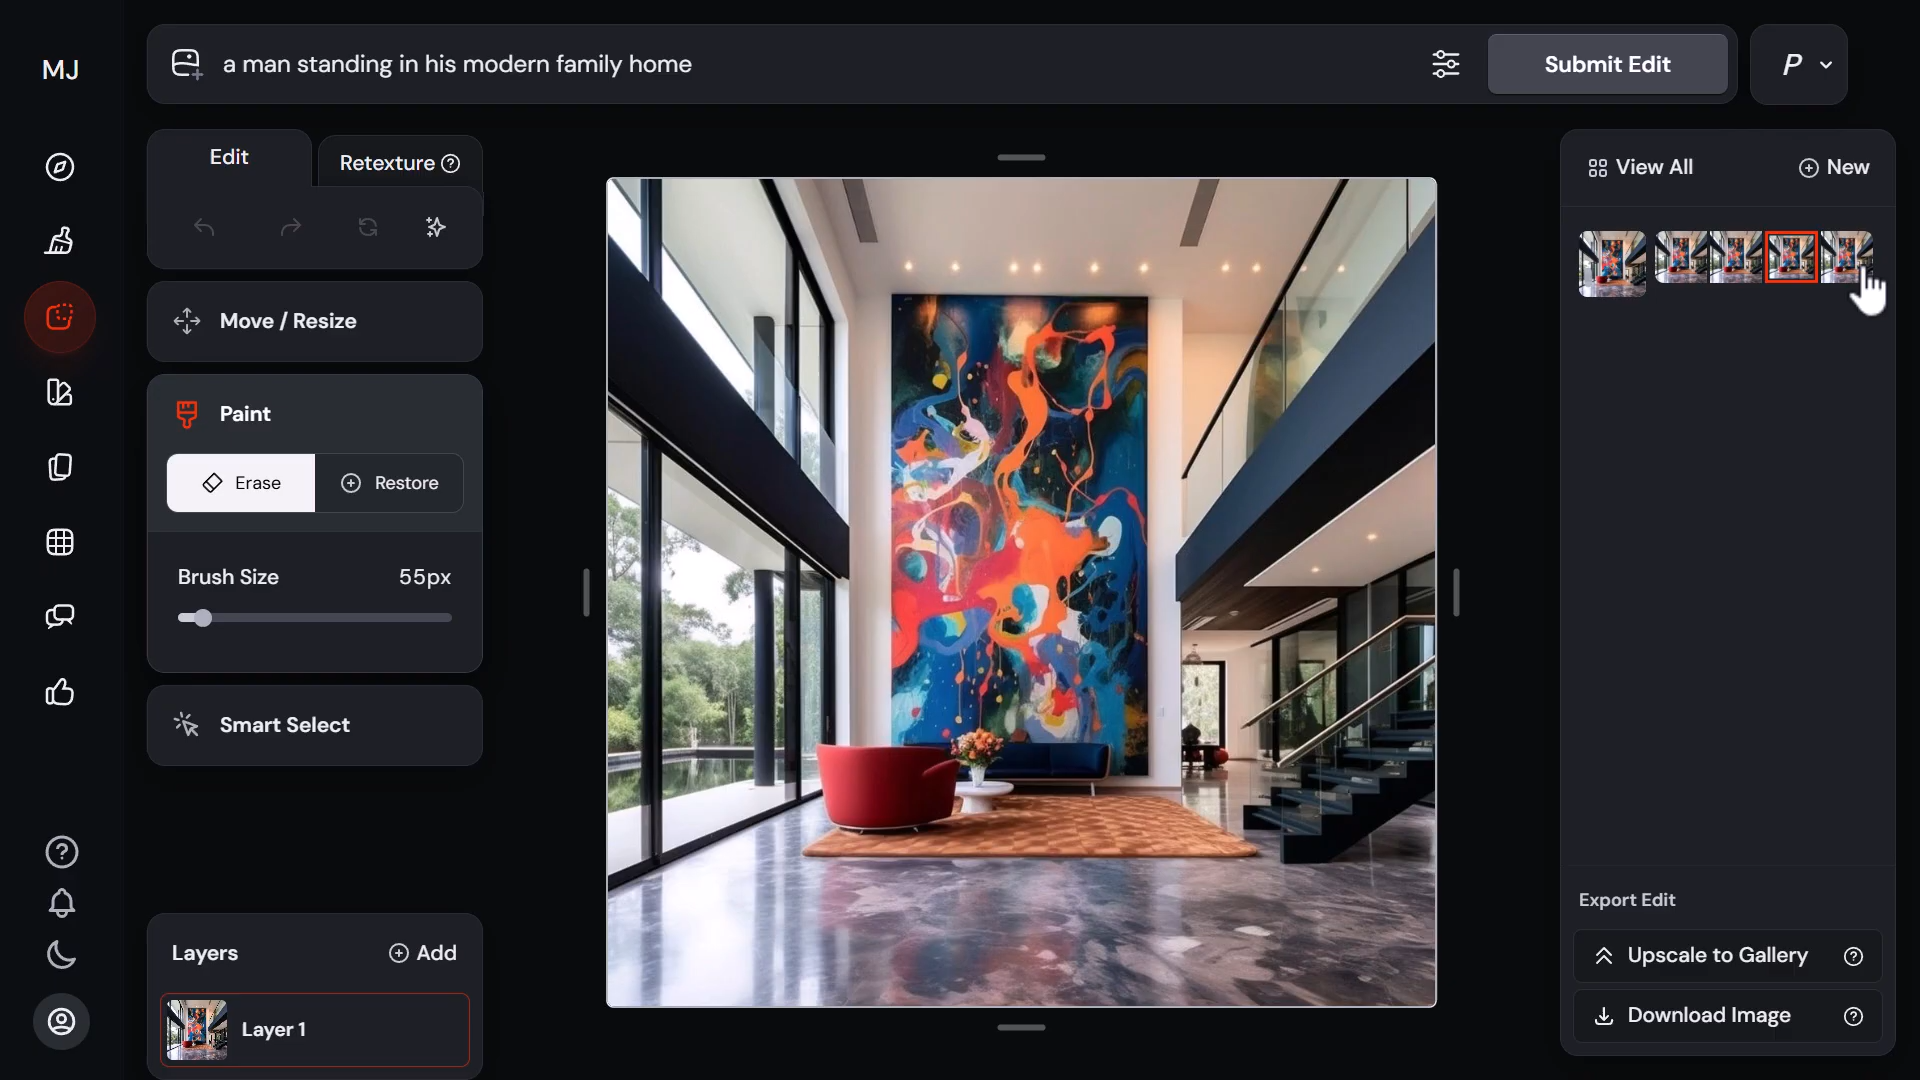 MJ
a man standing in his modern family home
Submit Edit
P
Edit
Retexture
Move / Resize
Paint
Erase
Restore
Brush Size
55px
Smart Select
Layers
Add
Layer 1
View All
New
Export Edit
Upscale to Gallery
Download Image